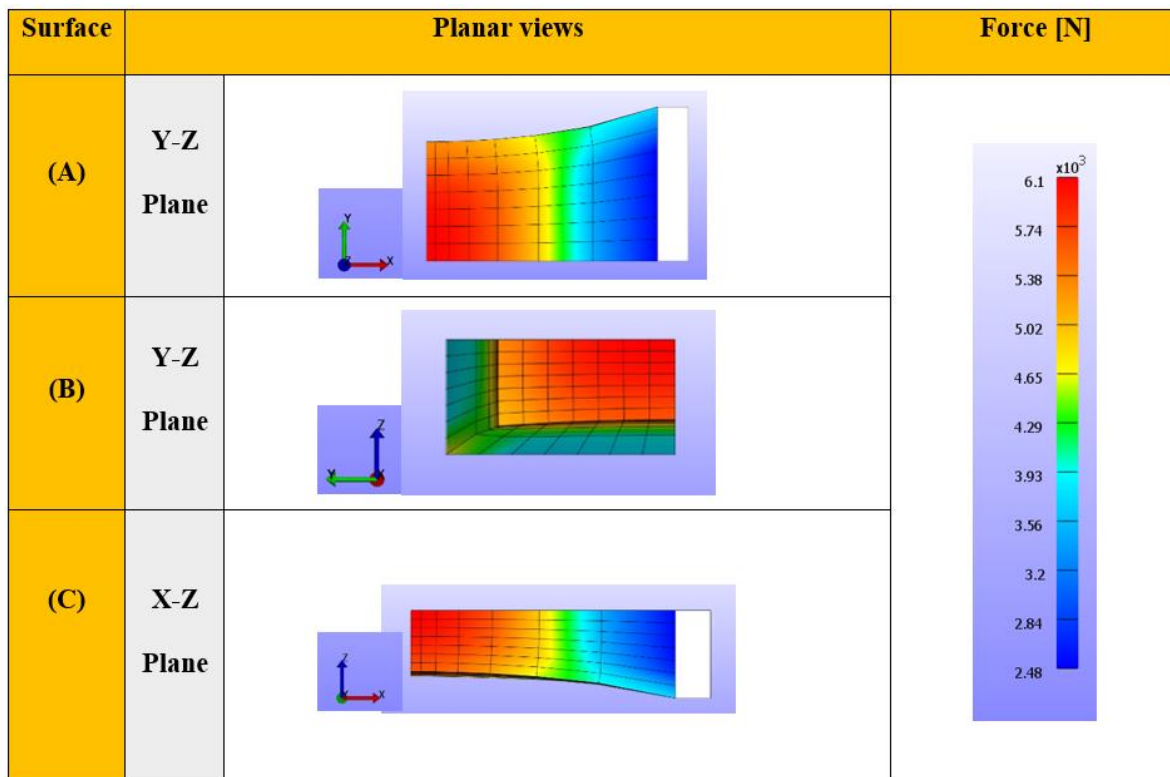 Surface Planar views Force [N]
(A)
Y-Z
Plane
Y
Z
X
(B)
Y-Z
Plane
Z
Y
X
(C)
X-Z
Plane
Z
Y
X
x10³
6.1
5.74
5.38
5.02
4.65
4.29
3.93
3.56
3.2
2.84
2.48